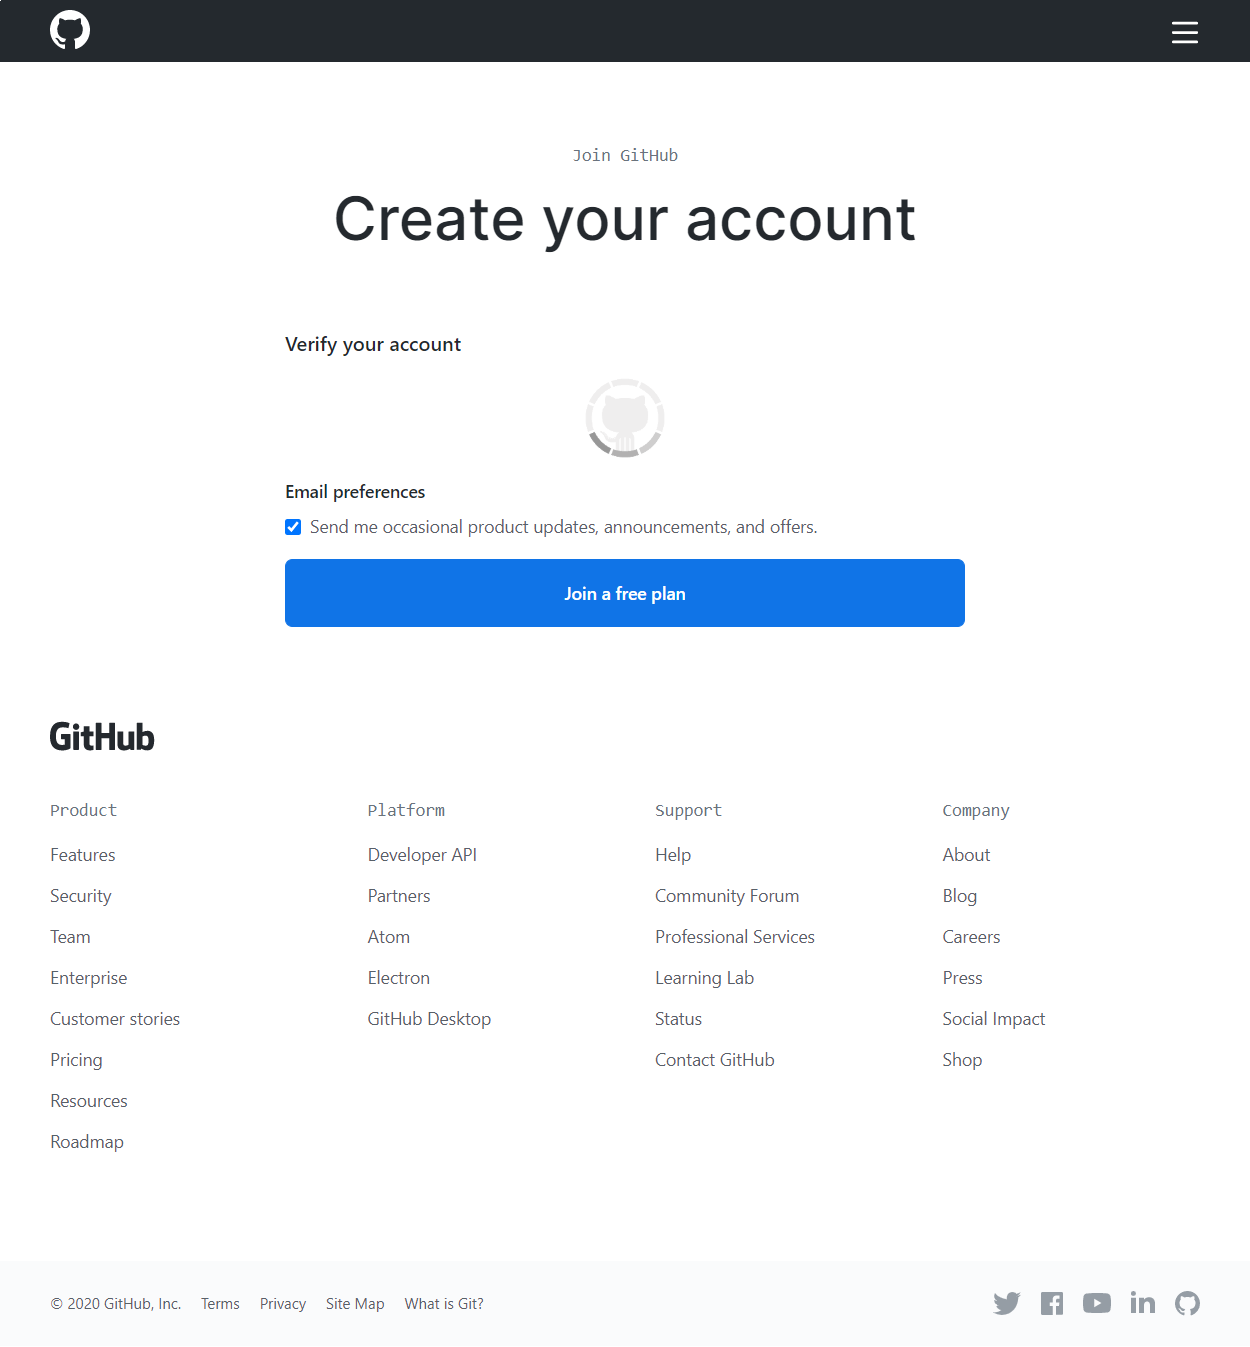 Join GitHub
Create your account
Verify your account
Email preferences
Send me occasional product updates, announcements, and offers.
Join a free plan
GitHub
Product
Features
Security
Team
Enterprise
Customer stories
Pricing
Resources
Roadmap
Platform
Developer API
Partners
Atom
Electron
GitHub Desktop
Support
Help
Community Forum
Professional Services
Learning Lab
Status
Contact GitHub
Company
About
Blog
Careers
Press
Social Impact
Shop
© 2020 GitHub, Inc. Terms Privacy Site Map What is Git?